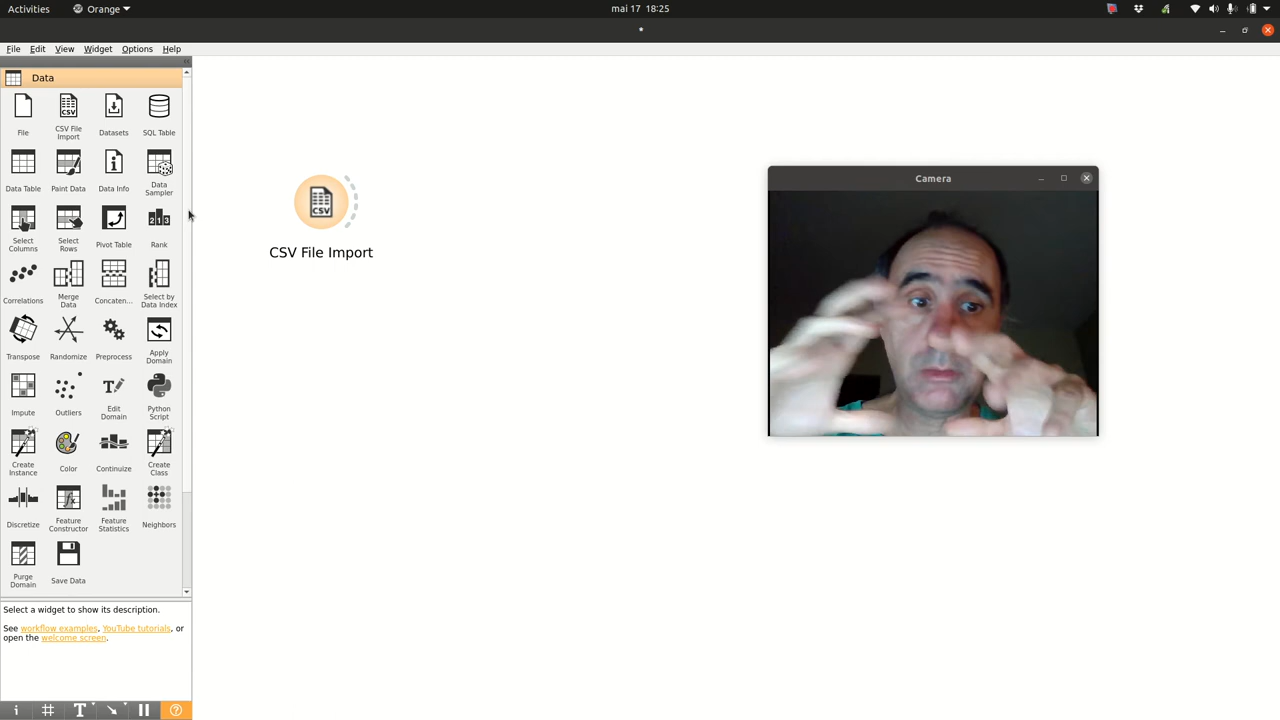 Activities Orange mai 17 18:25
*
File Edit View Widget Options Help
Data
File CSV File Import Datasets SQL Table
Data Table Paint Data Data Info Data Sampler
Select Columns Select Rows Pivot Table Rank
Correlations Merge Data Concaten... Select by Data Index
Transpose Randomize Preprocess Apply Domain
Impute Outliers Edit Domain Python Script
Create Instance Color Continuize Create Class
Discretize Feature Constructor Feature Statistics Neighbors
Purge Domain Save Data
Select a widget to show its description.
See workflow examples, YouTube tutorials, or
open the welcome screen.
CSV
CSV File Import
Camera